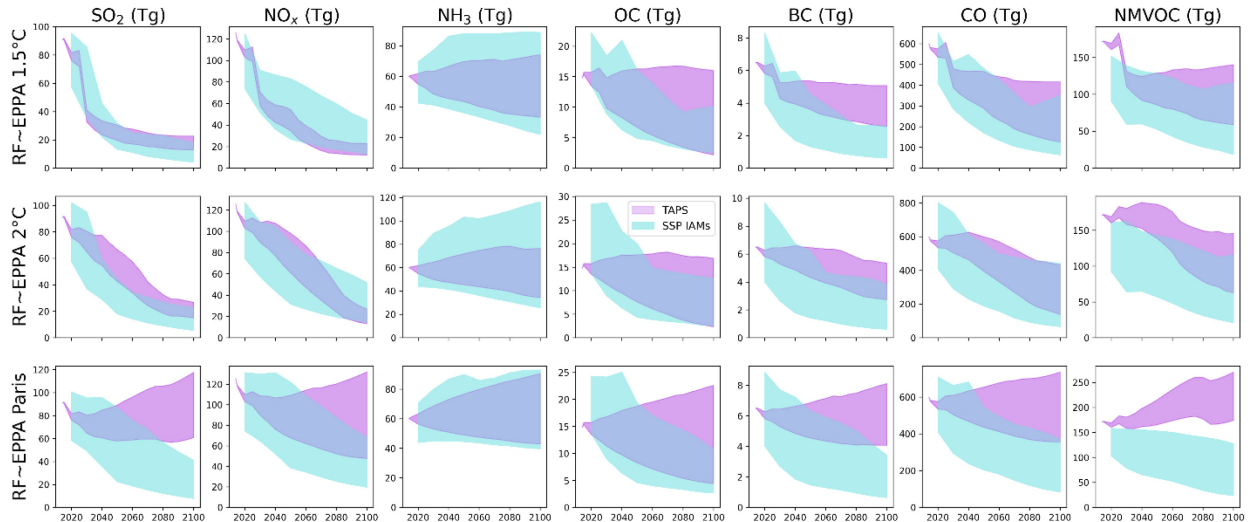 SO₂ (Tg) NOₓ (Tg) NH₃ (Tg) OC (Tg) BC (Tg) CO (Tg) NMVOC (Tg)
RF~EPPA 1.5°C
100 80 60 40 20 0
120 100 80 60 40 20 0
80 60 40 20 0
20 15 10 5 0
8 6 4 2 0
600 500 400 300 200 100 0
150 100 50 0
RF~EPPA 2°C
100 80 60 40 20 0
120 100 80 60 40 20 0
120 100 80 60 40 20 0
30 25 20 15 10 5 0
TAPS
SSP IAMs
10 8 6 4 2 0
800 600 400 200 0
150 100 50 0
RF~EPPA Paris
120 100 80 60 40 20 0
120 100 80 60 40 20 0
80 60 40 20 0
25 20 15 10 5 0
8 6 4 2 0
600 400 200 0
250 200 150 100 50 0
2020 2040 2060 2080 2100 2020 2040 2060 2080 2100 2020 2040 2060 2080 2100 2020 2040 2060 2080 2100 2020 2040 2060 2080 2100 2020 2040 2060 2080 2100 2020 2040 2060 2080 2100